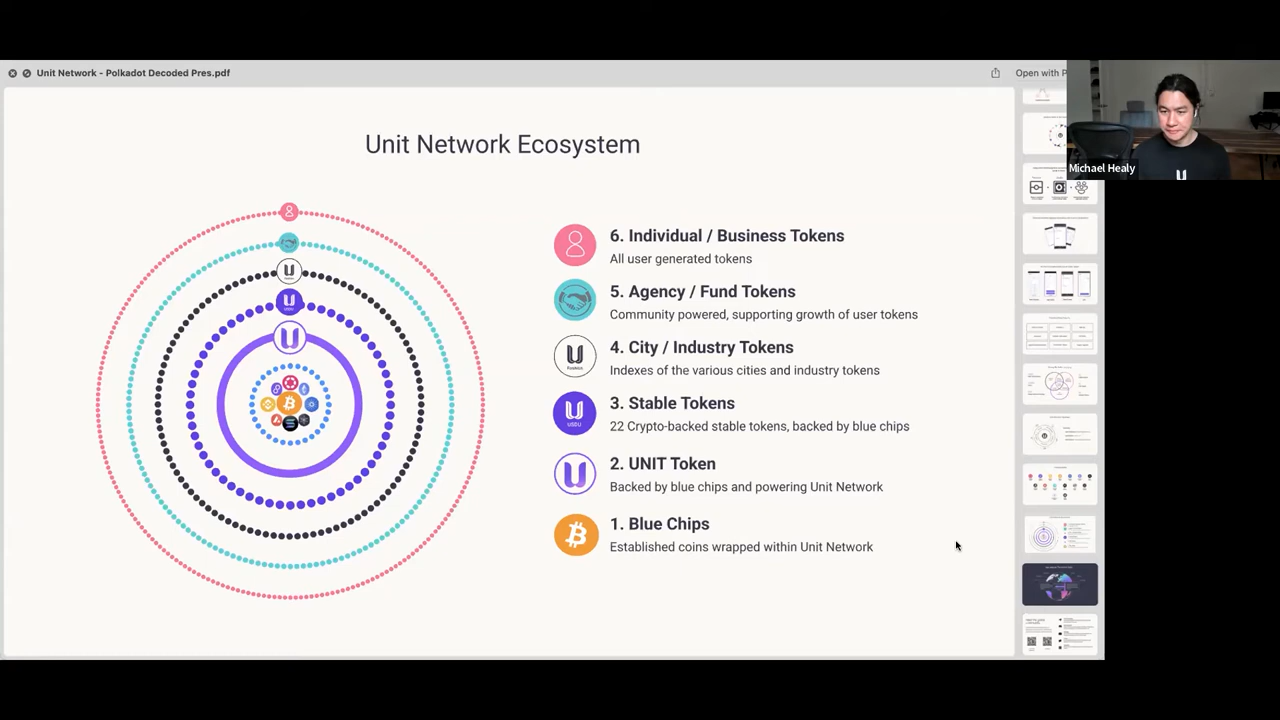 Unit Network - Polkadot Decoded Pres.pdf
Open with P
Michael Healy
Unit Network Ecosystem
6. Individual / Business Tokens
All user generated tokens
5. Agency / Fund Tokens
Community powered, supporting growth of user tokens
4. City / Industry Tokens
Indexes of the various cities and industry tokens
3. Stable Tokens
22 Crypto-backed stable tokens, backed by blue chips
USDU
2. UNIT Token
Backed by blue chips and powering Unit Network
1. Blue Chips
Established coins wrapped within Unit Network